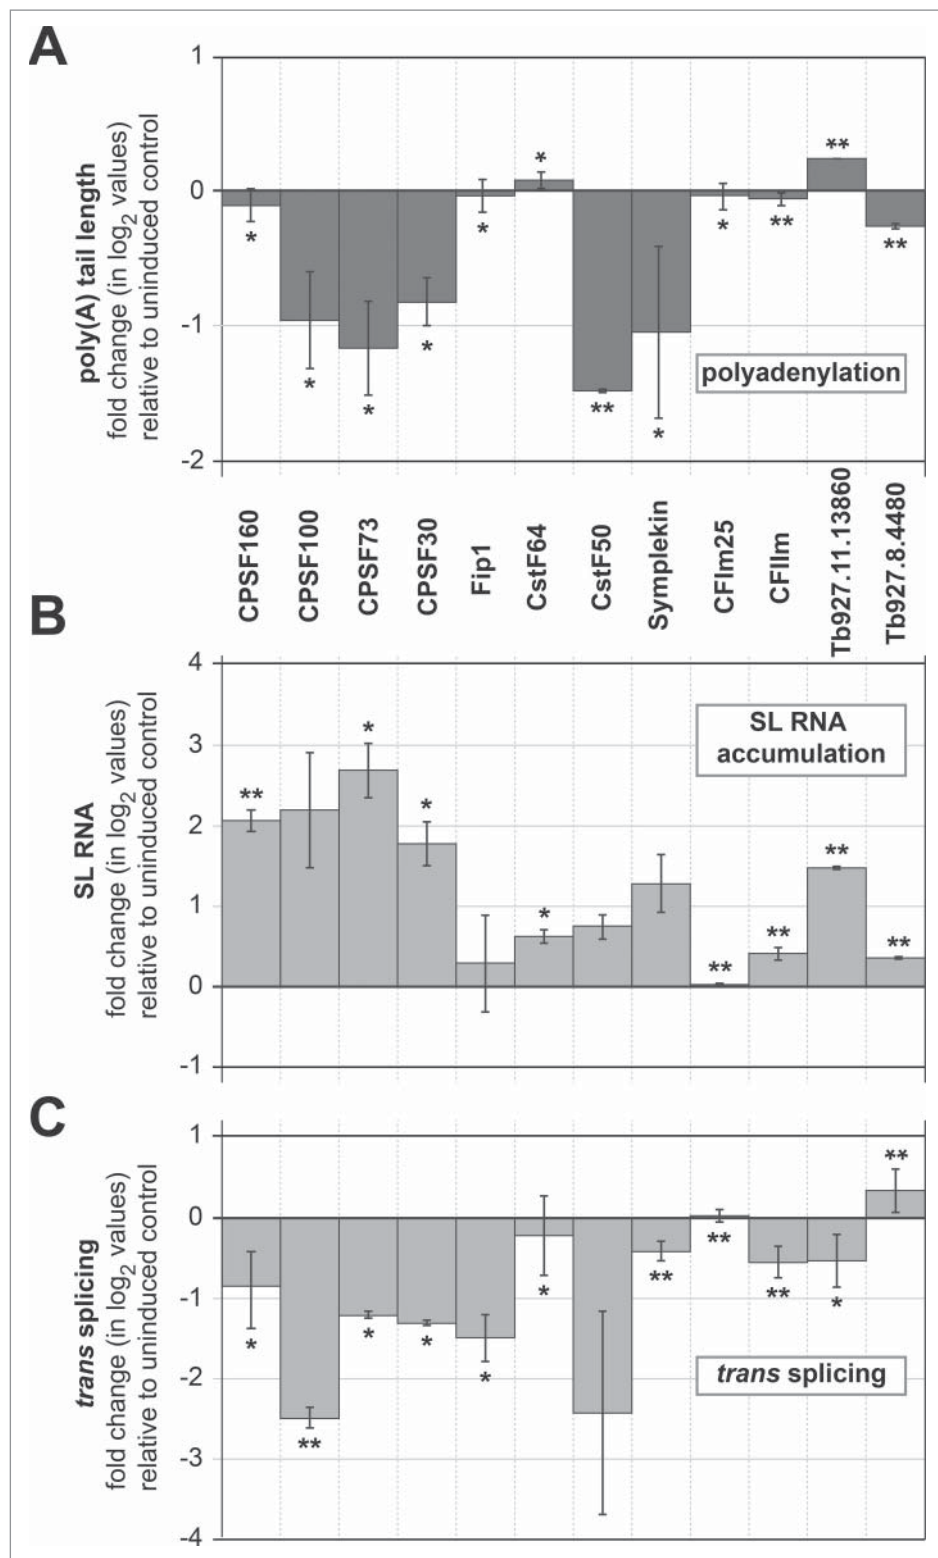 A
poly(A) tail length
fold change (in log2 values)
relative to uninduced control
1
0
-1
-2
*
*
*
*
*
*
**
*
*
**
**
**
polyadenylation
CPSF160
CPSF100
CPSF73
CPSF30
Fip1
CstF64
CstF50
Symplekin
CFIm25
CFIIm
Tb927.11.13860
Tb927.8.4480
B
SL RNA
fold change (in log2 values)
relative to uninduced control
4
3
2
1
0
-1
**
*
*
*
**
**
**
**
SL RNA
accumulation
C
trans splicing
fold change (in log2 values)
relative to uninduced control
1
0
-1
-2
-3
-4
*
**
*
*
*
*
**
**
**
*
**
trans splicing